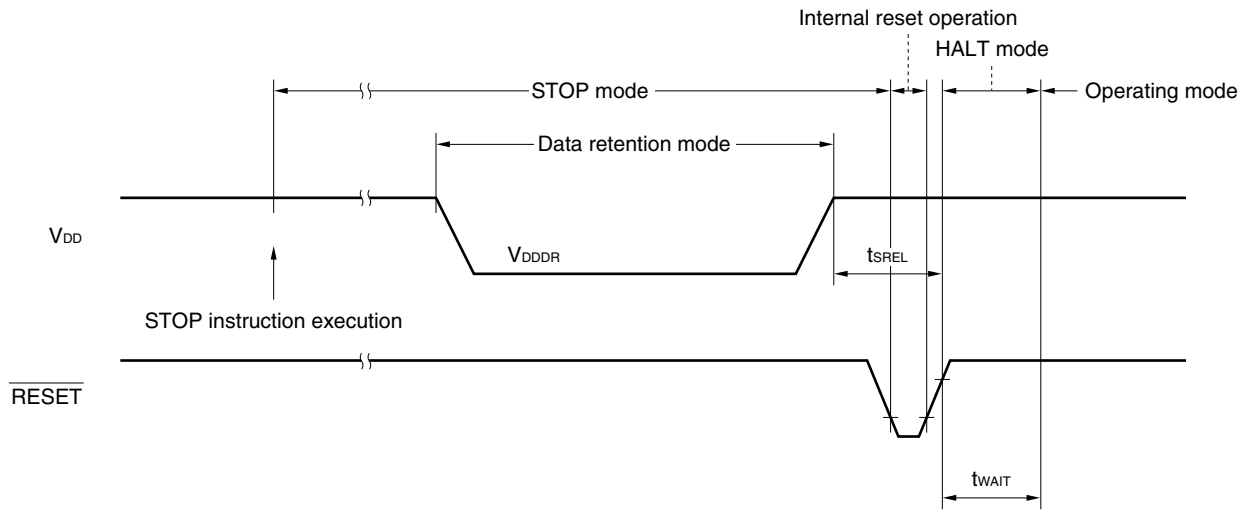 Internal reset operation
HALT mode
STOP mode
Operating mode
Data retention mode
VDD
VDDDR
tSREL
STOP instruction execution
RESET
tWAIT